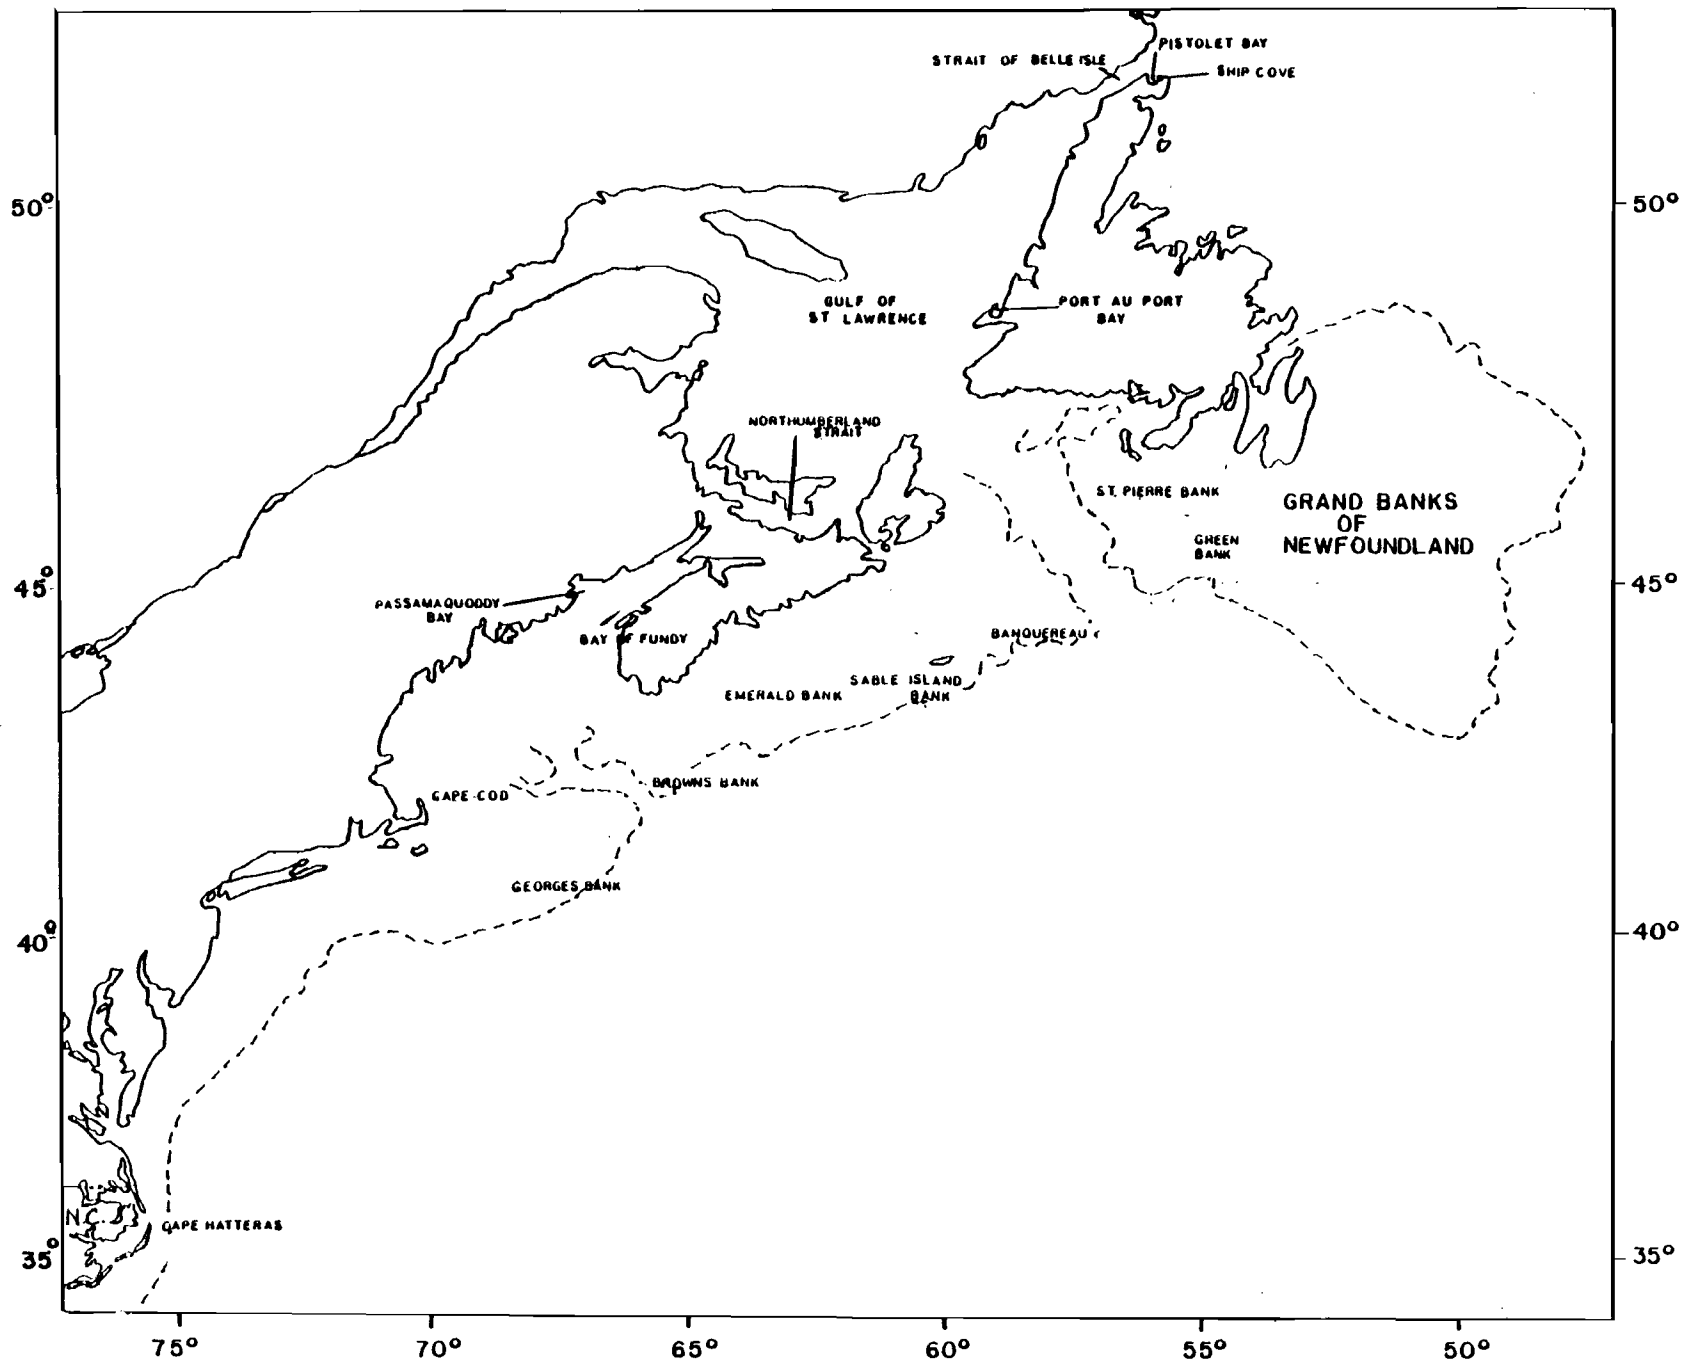 PISTOLET BAY
STRAIT OF BELLE ISLE
SHIP COVE
50°
50°
GULF OF
ST LAWRENCE
PORT AU PORT
BAY
NORTHUMBERLAND
STRAIT
ST. PIERRE BANK
GRAND BANKS
OF
NEWFOUNDLAND
GREEN
BANK
45°
45°
PASSAMAQUODDY
BAY
BAY OF FUNDY
BANQUEREAU
SABLE ISLAND
BANK
EMERALD BANK
BROWNS BANK
CAPE COD
GEORGES BANK
40°
40°
N.C.
CAPE HATTERAS
35°
35°
75°
70°
65°
60°
55°
50°